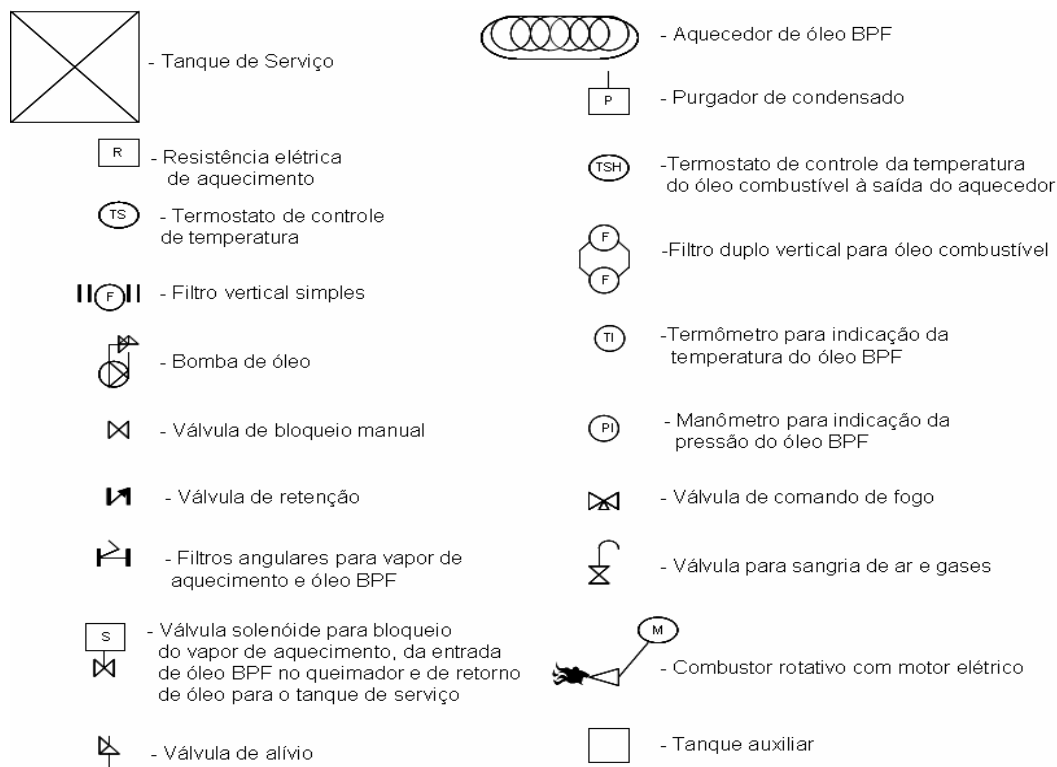 - Tanque de Serviço
R
- Resistência elétrica
de aquecimento
TS
- Termostato de controle
de temperatura
F
- Filtro vertical simples
- Bomba de óleo
- Válvula de bloqueio manual
- Válvula de retenção
- Filtros angulares para vapor de
aquecimento e óleo BPF
S
- Válvula solenóide para bloqueio
do vapor de aquecimento, da entrada
de óleo BPF no queimador e de retorno
de óleo para o tanque de serviço
- Válvula de alívio
- Aquecedor de óleo BPF
P
- Purgador de condensado
TSH
-Termostato de controle da temperatura
do óleo combustível à saída do aquecedor
F
F
-Filtro duplo vertical para óleo combustível
TI
-Termômetro para indicação da
temperatura do óleo BPF
PI
- Manômetro para indicação da
pressão do óleo BPF
- Válvula de comando de fogo
- Válvula para sangria de ar e gases
M
- Combustor rotativo com motor elétrico
- Tanque auxiliar